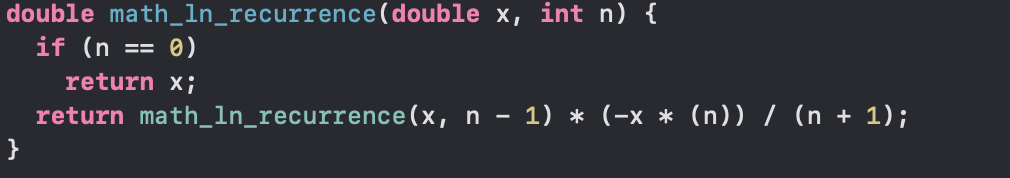 double math_ln_recurrence(double x, int n) {
  if (n == 0)
    return x;
  return math_ln_recurrence(x, n - 1) * (-x * (n)) / (n + 1);
}